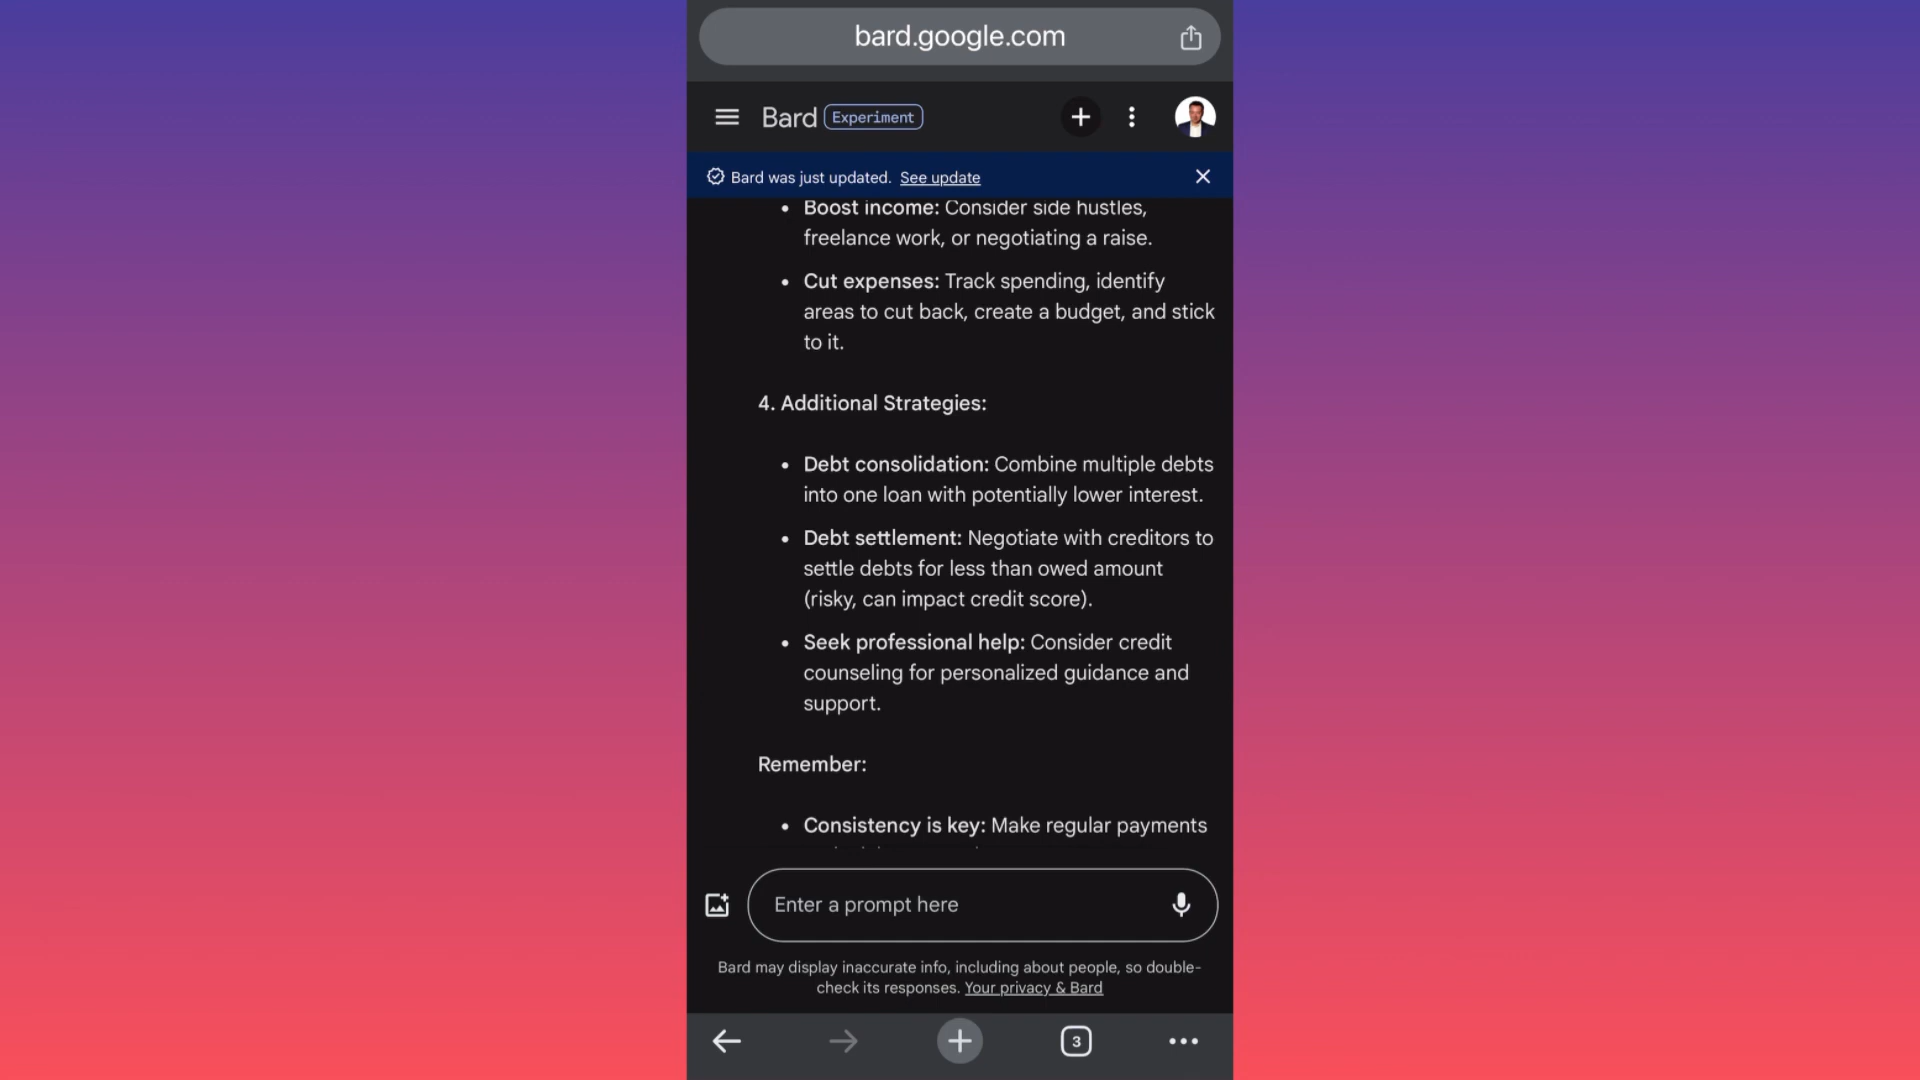 bard.google.com
Bard Experiment
Bard was just updated. See update
• Boost income: Consider side hustles,
freelance work, or negotiating a raise.
• Cut expenses: Track spending, identify
areas to cut back, create a budget, and stick
to it.
4. Additional Strategies:
• Debt consolidation: Combine multiple debts
into one loan with potentially lower interest.
• Debt settlement: Negotiate with creditors to
settle debts for less than owed amount
(risky, can impact credit score).
• Seek professional help: Consider credit
counseling for personalized guidance and
support.
Remember:
• Consistency is key: Make regular payments
Enter a prompt here
Bard may display inaccurate info, including about people, so double-
check its responses. Your privacy & Bard
3